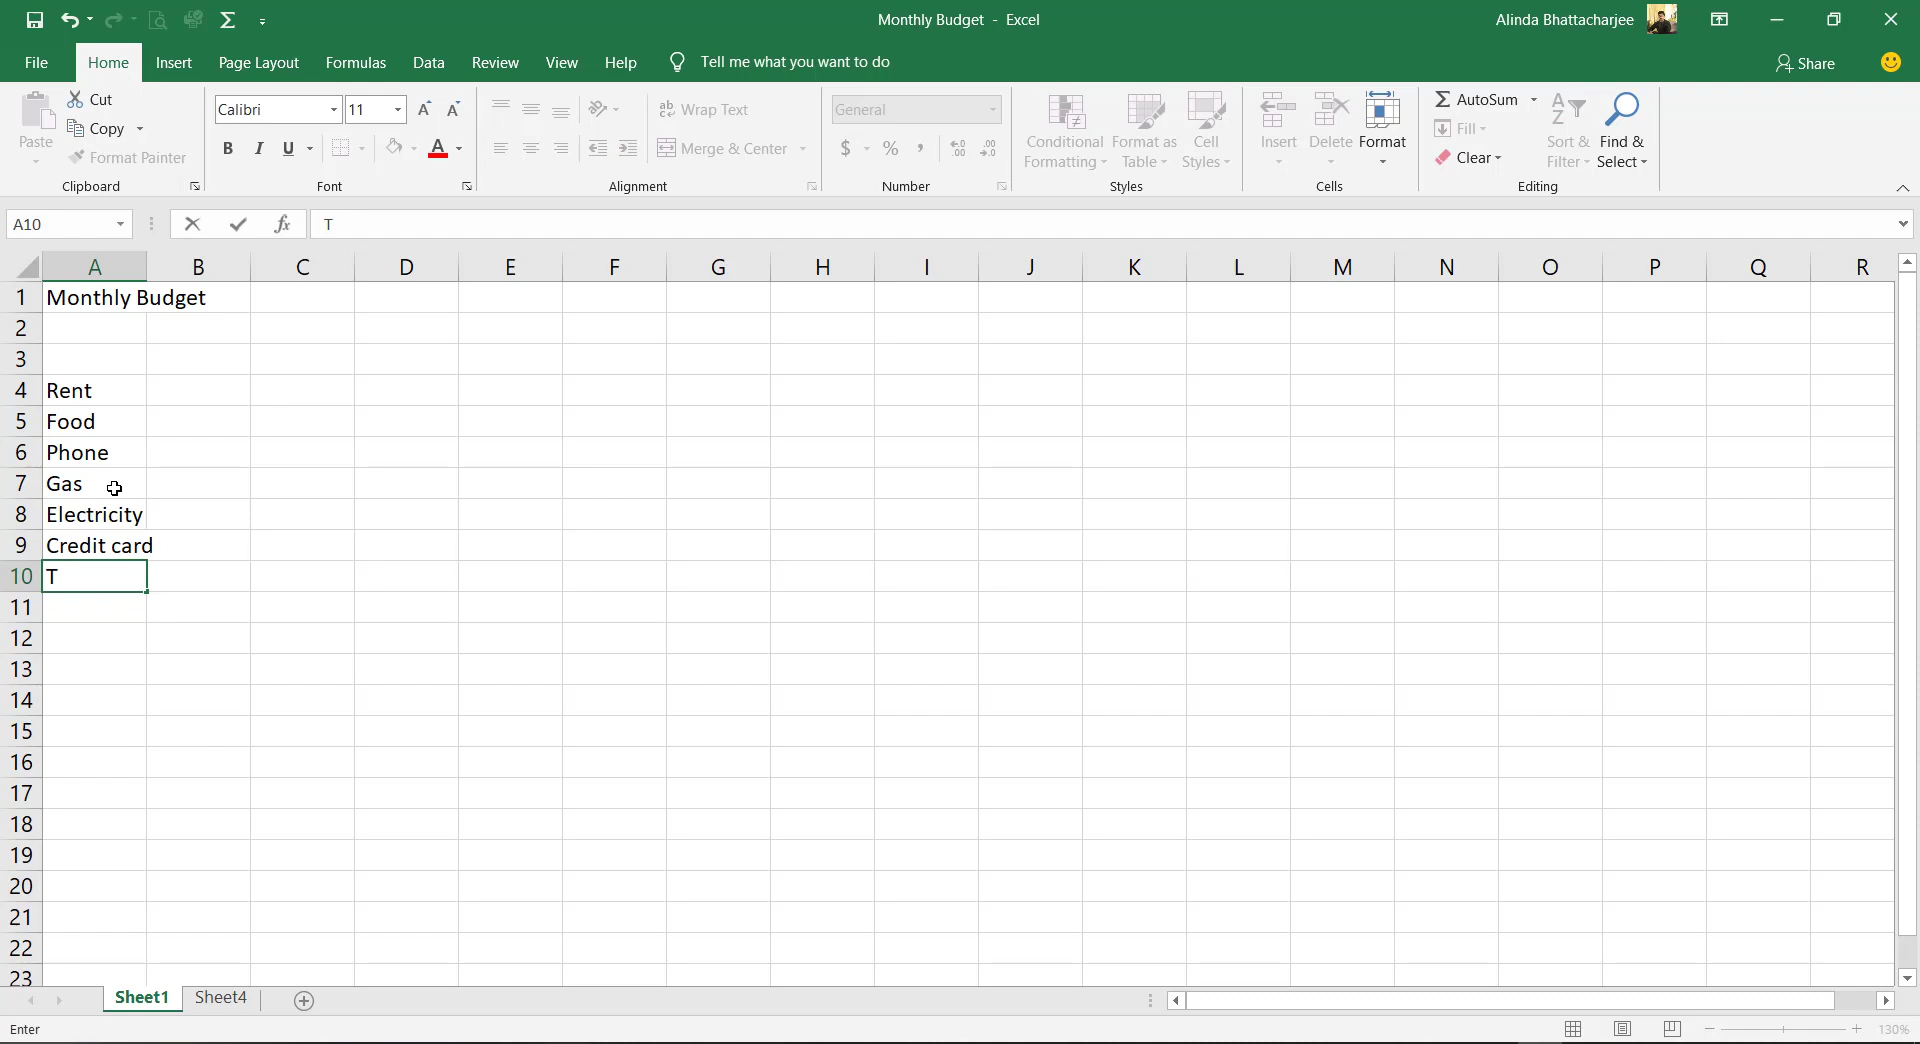 Monthly Budget - Excel
Alinda Bhattacharjee
File Home Insert Page Layout Formulas Data Review View Help Tell me what you want to do Share
Paste
Cut
Copy
Format Painter
Clipboard
Calibri 11
B I U A
Font
ab Wrap Text
Merge & Center
Alignment
General
$ % , .00
Number
Conditional Formatting
Format as Table
Cell Styles
Styles
Insert
Delete
Format
Cells
AutoSum
Fill
Clear
Sort & Filter
Find & Select
Editing
A10 fx T
A B C D E F G H I J K L M N O P Q R
1 Monthly Budget
2
3
4 Rent
5 Food
6 Phone
7 Gas
8 Electricity
9 Credit card
10 T
11
12
13
14
15
16
17
18
19
20
21
22
23
Sheet1 Sheet4
Enter
130%